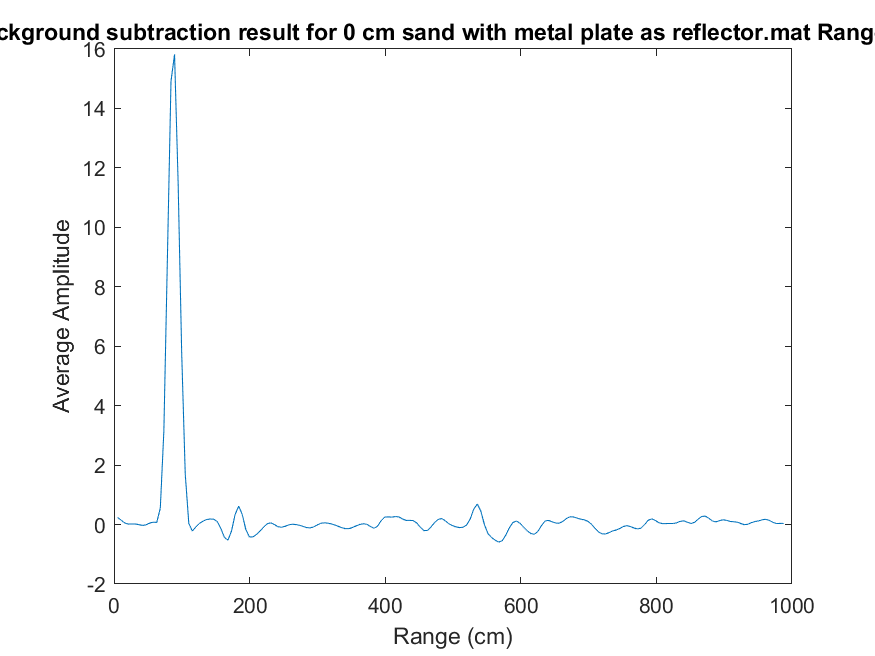 ckground subtraction result for 0 cm sand with metal plate as reflector.mat Range
16
14
12
10
8
6
4
2
0
-2
Average Amplitude
0 200 400 600 800 1000
Range (cm)